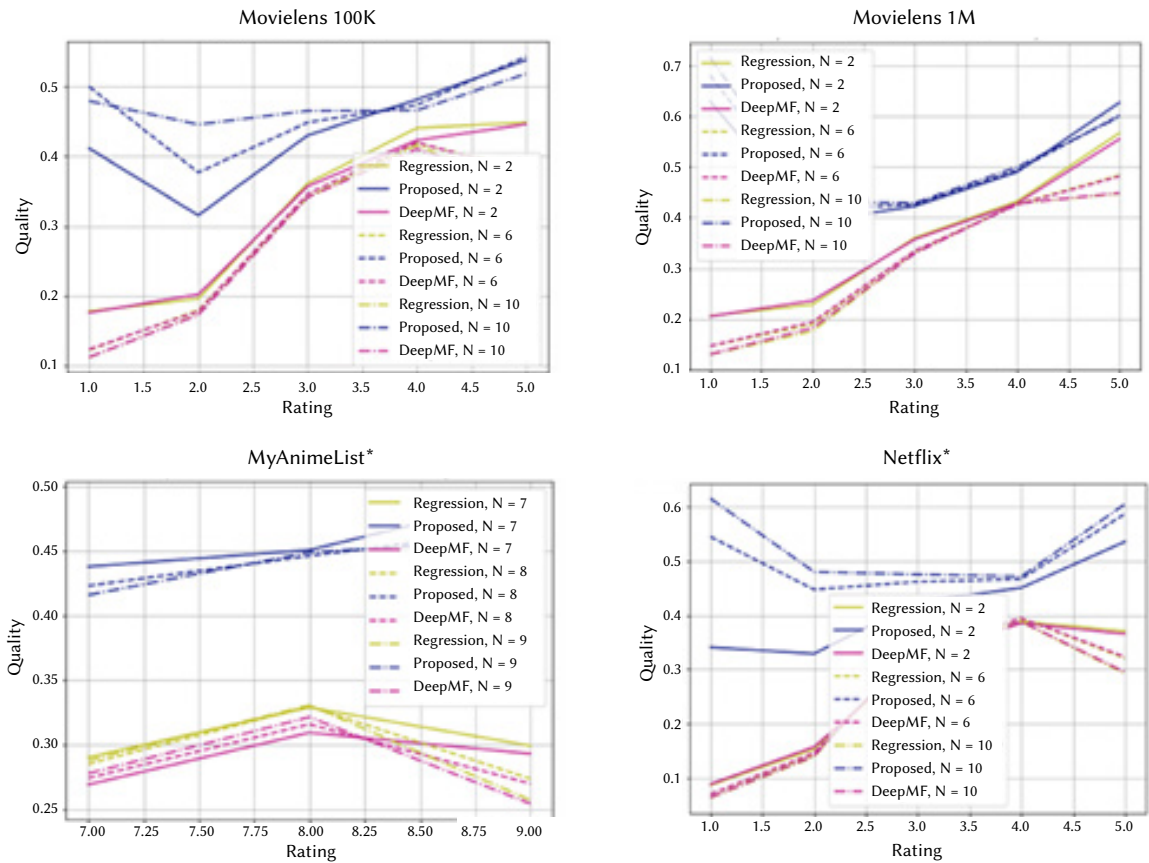 Movielens 100K
Quality
0.5
0.4
0.3
0.2
0.1
Regression, N = 2
Proposed, N = 2
DeepMF, N = 2
Regression, N = 6
Proposed, N = 6
DeepMF, N = 6
Regression, N = 10
Proposed, N = 10
DeepMF, N = 10
1.0 1.5 2.0 2.5 3.0 3.5 4.0 4.5 5.0
Rating
Movielens 1M
Quality
0.7
0.6
0.5
0.4
0.3
0.2
0.1
Regression, N = 2
Proposed, N = 2
DeepMF, N = 2
Regression, N = 6
Proposed, N = 6
DeepMF, N = 6
Regression, N = 10
Proposed, N = 10
DeepMF, N = 10
1.0 1.5 2.0 2.5 3.0 3.5 4.0 4.5 5.0
Rating
MyAnimeList*
Quality
0.50
0.45
0.40
0.35
0.30
0.25
Regression, N = 7
Proposed, N = 7
DeepMF, N = 7
Regression, N = 8
Proposed, N = 8
DeepMF, N = 8
Regression, N = 9
Proposed, N = 9
DeepMF, N = 9
7.00 7.25 7.50 7.75 8.00 8.25 8.50 8.75 9.00
Rating
Netflix*
Quality
0.6
0.5
0.4
0.3
0.2
0.1
Regression, N = 2
Proposed, N = 2
DeepMF, N = 2
Regression, N = 6
Proposed, N = 6
DeepMF, N = 6
Regression, N = 10
Proposed, N = 10
DeepMF, N = 10
1.0 1.5 2.0 2.5 3.0 3.5 4.0 4.5 5.0
Rating